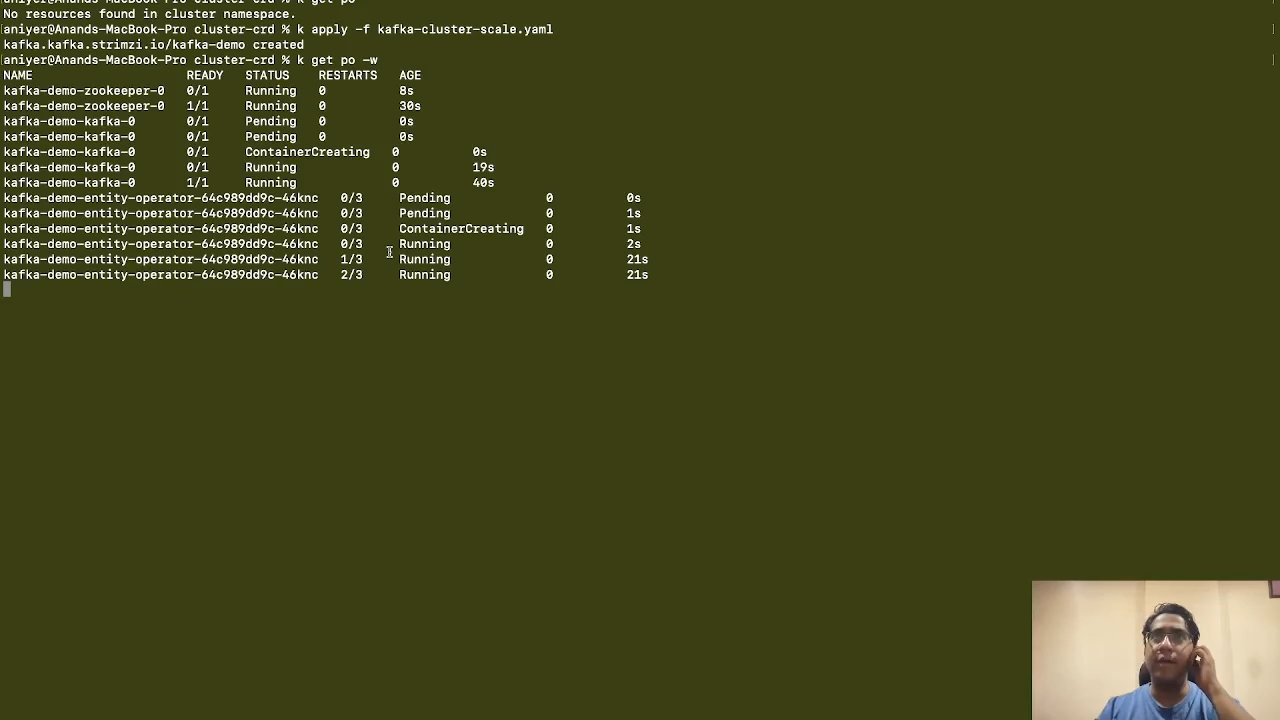 aniyer@Anands-MacBook-Pro cluster-crd % k get po
No resources found in cluster namespace.
[aniyer@Anands-MacBook-Pro cluster-crd % k apply -f kafka-cluster-scale.yaml ]
kafka.kafka.strimzi.io/kafka-demo created
[aniyer@Anands-MacBook-Pro cluster-crd % k get po -w ]
NAME READY STATUS RESTARTS AGE
kafka-demo-zookeeper-0 0/1 Running 0 8s
kafka-demo-zookeeper-0 1/1 Running 0 30s
kafka-demo-kafka-0 0/1 Pending 0 0s
kafka-demo-kafka-0 0/1 Pending 0 0s
kafka-demo-kafka-0 0/1 ContainerCreating 0 0s
kafka-demo-kafka-0 0/1 Running 0 19s
kafka-demo-kafka-0 1/1 Running 0 40s
kafka-demo-entity-operator-64c989dd9c-46knc 0/3 Pending 0 0s
kafka-demo-entity-operator-64c989dd9c-46knc 0/3 Pending 0 1s
kafka-demo-entity-operator-64c989dd9c-46knc 0/3 ContainerCreating 0 1s
kafka-demo-entity-operator-64c989dd9c-46knc 0/3 Running 0 2s
kafka-demo-entity-operator-64c989dd9c-46knc 1/3 Running 0 21s
kafka-demo-entity-operator-64c989dd9c-46knc 2/3 Running 0 21s